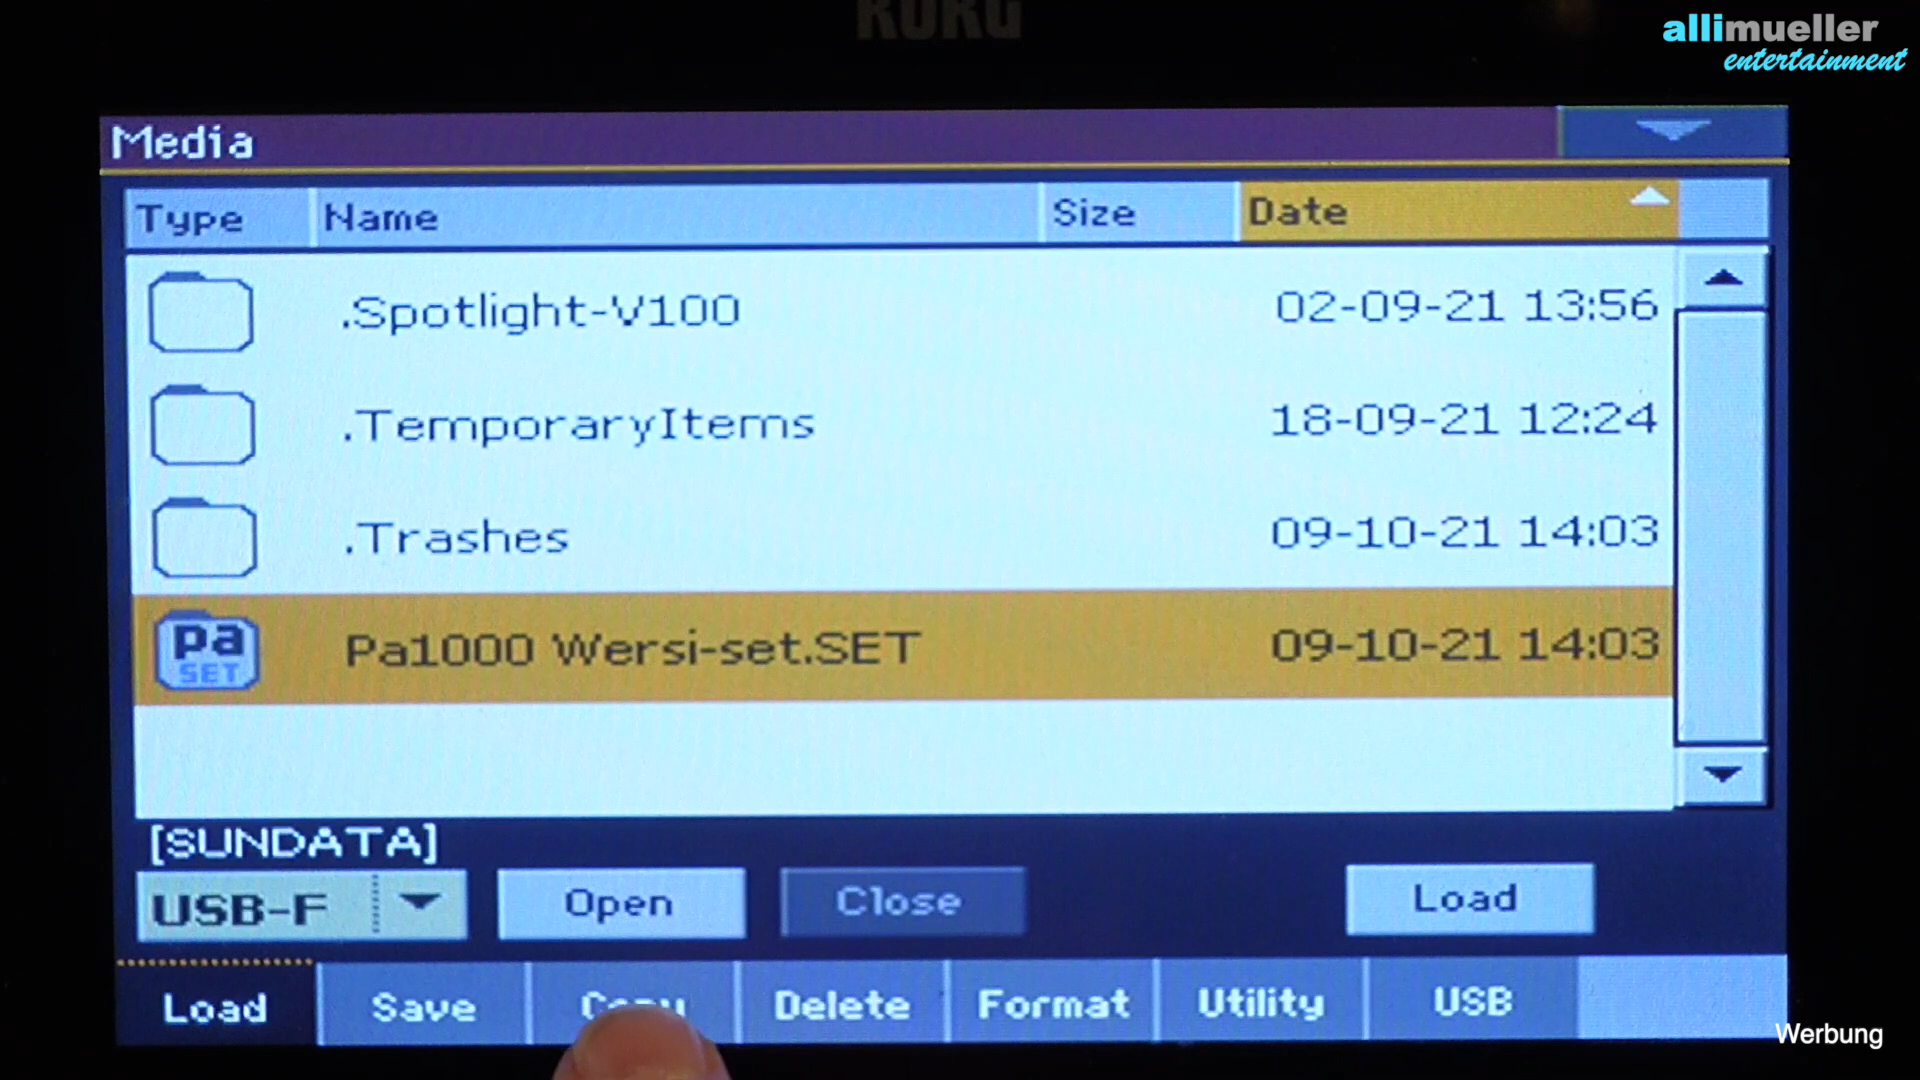 KORG
allimueller
entertainment
Media
Type Name Size Date
.Spotlight-V100 02-09-21 13:56
.TemporaryItems 18-09-21 12:24
.Trashes 09-10-21 14:03
pa SET Pa1000 Wersi-set.SET 09-10-21 14:03
[SUNDATA]
USB-F Open Close Load
Load Save Copy Delete Format Utility USB
Werbung